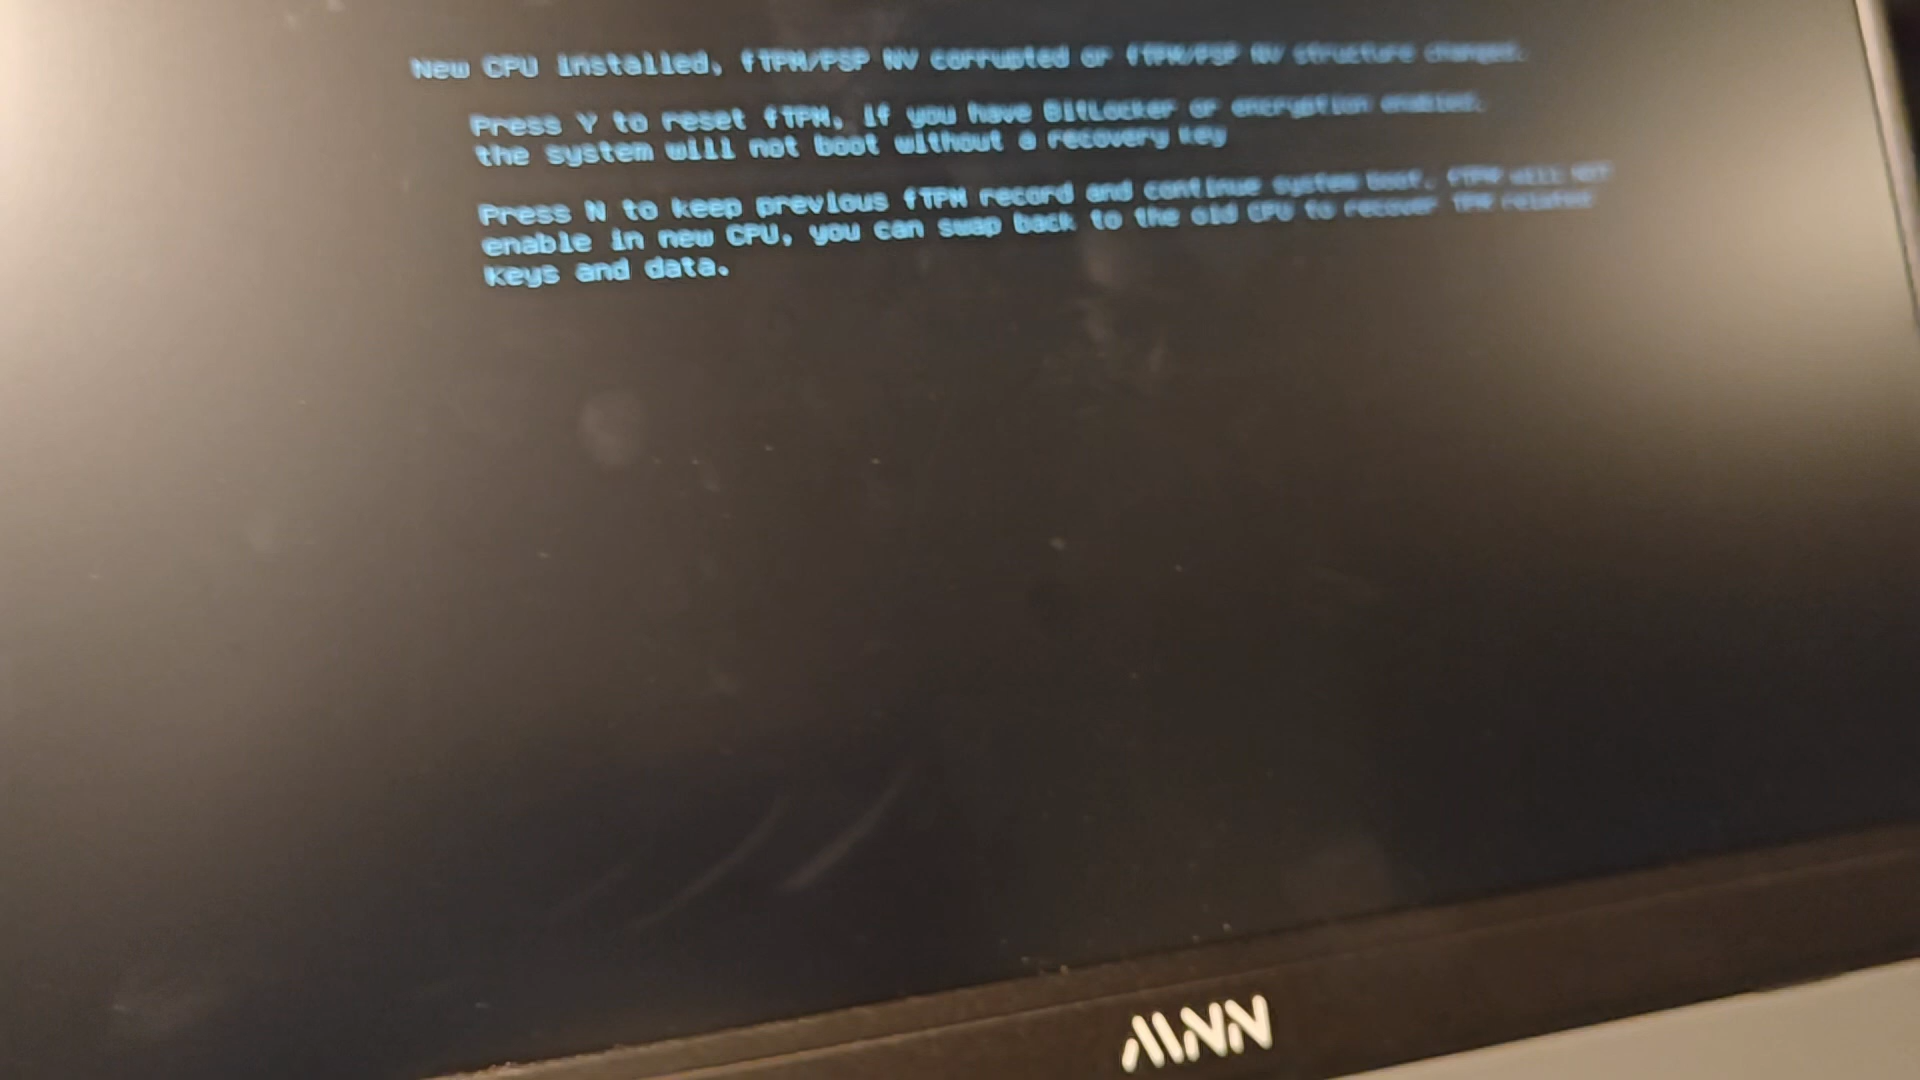 New CPU installed, fTPM/PSP NV corrupted or fTPM/PSP NV structure changed.
Press Y to reset fTPM, if you have BitLocker or encryption enabled,
the system will not boot without a recovery key
Press N to keep previous fTPM record and continue system boot. fTPM will NOT
enable in new CPU, you can swap back to the old CPU to recover TPM related
keys and data.
MNN